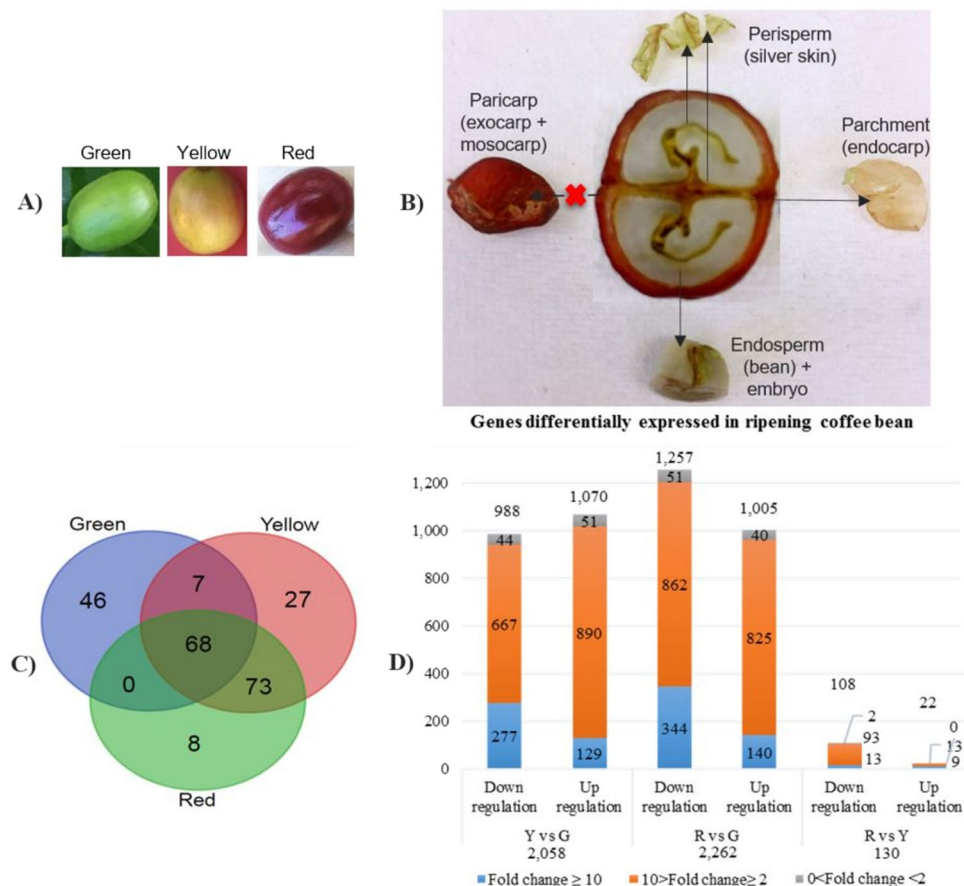 A)
Green Yellow Red
B)
Perisperm
(silver skin)
Paricarp
(exocarp +
mosocarp)
Parchment
(endocarp)
Endosperm
(bean) +
embryo
C)
Green
Yellow
46
7
27
68
0
73
8
Red
D)
Genes differentially expressed in ripening coffee bean
1,200
1,000
800
600
400
200
0
988
44
667
277
1,070
51
890
129
1,257
51
862
344
1,005
40
825
140
108
2
93
13
22
0
13
9
Down
regulation
Up
regulation
Down
regulation
Up
regulation
Down
regulation
Up
regulation
Y vs G
2,058
R vs G
2,262
R vs Y
130
Fold change ≥ 10
10>Fold change≥ 2
0<Fold change <2